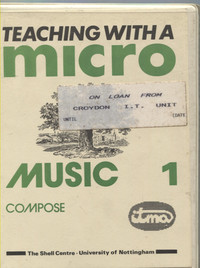 TEACHING WITH A
micro
ON LOAN FROM
CROYDON I.T. UNIT
UNTIL
(DATE
MUSIC 1
COMPOSE
itma
The Shell Centre · University of Nottingham